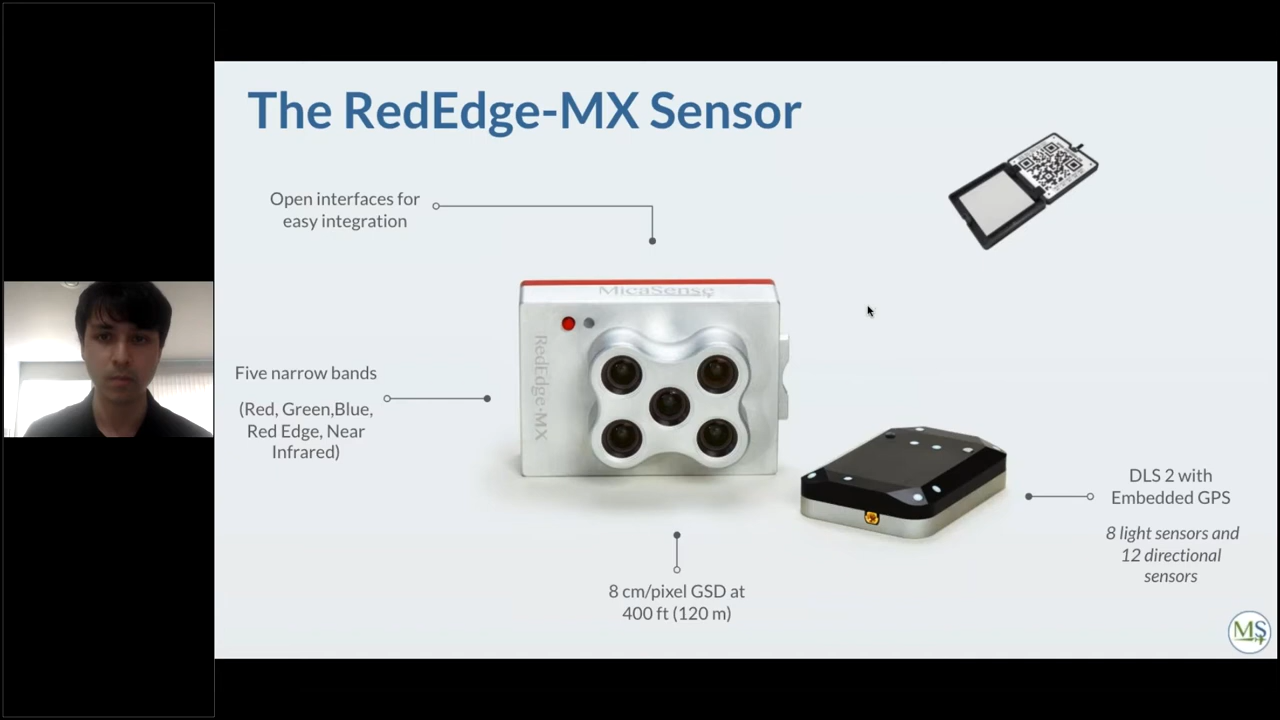 The RedEdge-MX Sensor
Open interfaces for
easy integration
MicaSense
RedEdge-MX
Five narrow bands
(Red, Green,Blue,
Red Edge, Near
Infrared)
DLS 2 with
Embedded GPS
8 light sensors and
12 directional
sensors
8 cm/pixel GSD at
400 ft (120 m)
MS